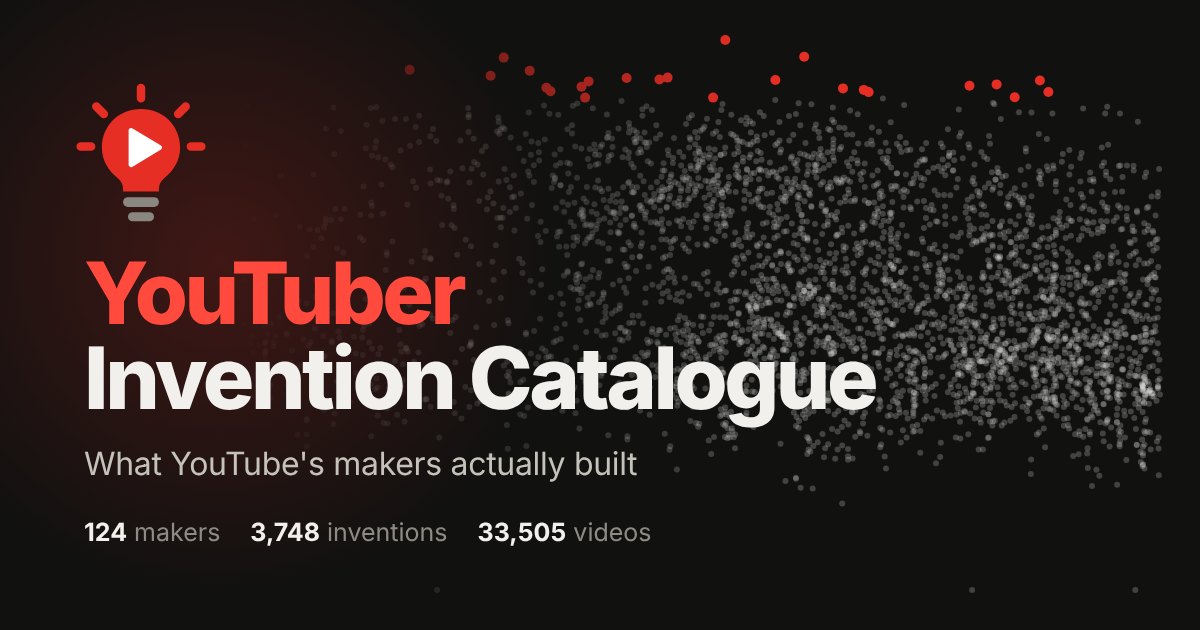 YouTuber
Invention Catalogue
What YouTube's makers actually built
124 makers 3,748 inventions 33,505 videos